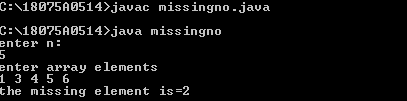 C:\18075A0514>javac missingno.java
C:\18075A0514>java missingno
enter n:
5
enter array elements
1 3 4 5 6
the missing element is=2